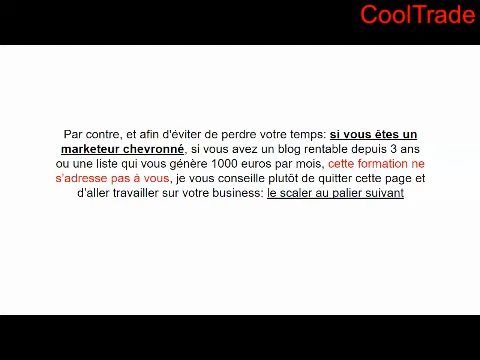 CoolTrade
Par contre, et afin d'éviter de perdre votre temps: si vous êtes un
marketeur chevronné, si vous avez un blog rentable depuis 3 ans
ou une liste qui vous génère 1000 euros par mois, cette formation ne
s'adresse pas à vous, je vous conseille plutôt de quitter cette page et
d'aller travailler sur votre business: le scaler au palier suivant